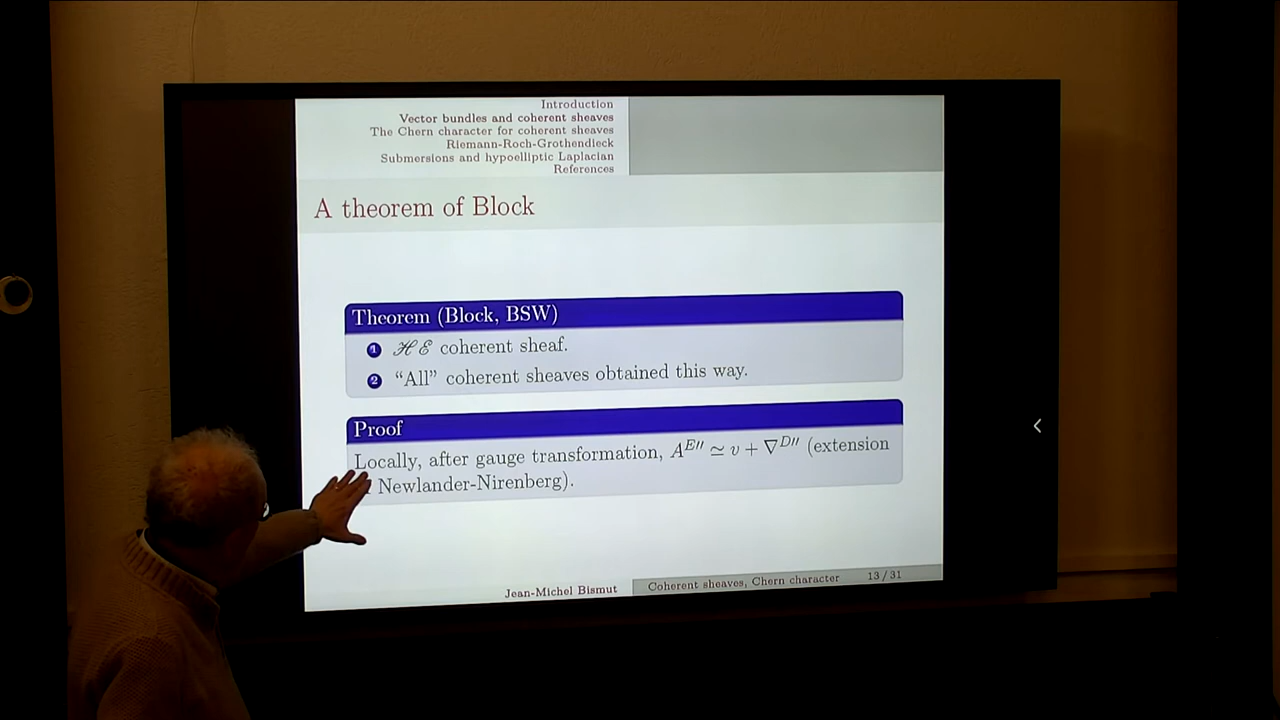 Introduction
Vector bundles and coherent sheaves
The Chern character for coherent sheaves
Riemann-Roch-Grothendieck
Submersions and hypoelliptic Laplacian
References
A theorem of Block
Theorem (Block, BSW)
1 ℋℰ coherent sheaf.
2 “All” coherent sheaves obtained this way.
Proof
Locally, after gauge transformation, A^{E″} ≃ v + ∇^{D″} (extension
Newlander-Nirenberg).
Jean-Michel Bismut
Coherent sheaves, Chern character
13 / 31